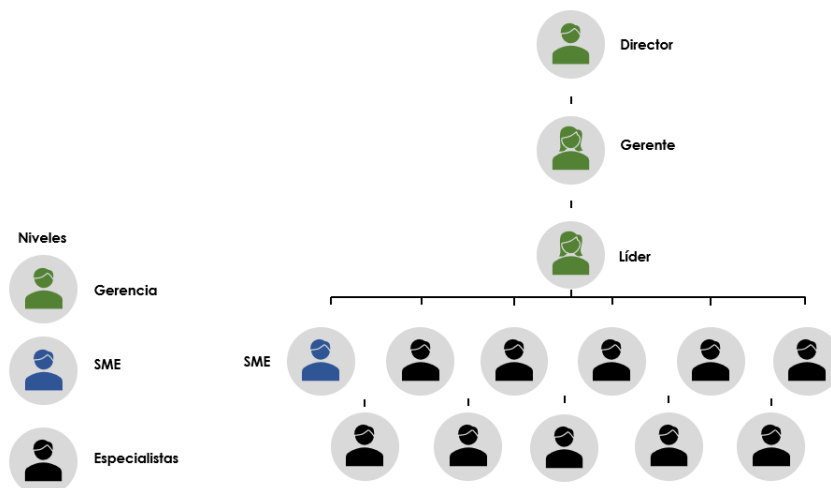 Director
Gerente
Líder
Niveles
Gerencia
SME
Especialistas
SME